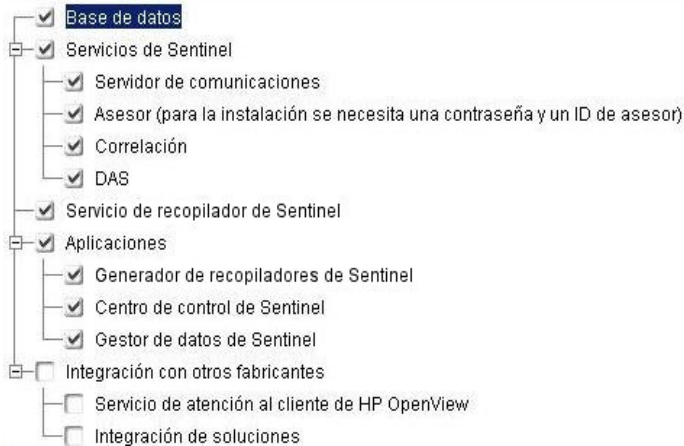 Base de datos
Servicios de Sentinel
Servidor de comunicaciones
Asesor (para la instalación se necesita una contraseña y un ID de asesor)
Correlación
DAS
Servicio de recopilador de Sentinel
Aplicaciones
Generador de recopiladores de Sentinel
Centro de control de Sentinel
Gestor de datos de Sentinel
Integración con otros fabricantes
Servicio de atención al cliente de HP OpenView
Integración de soluciones